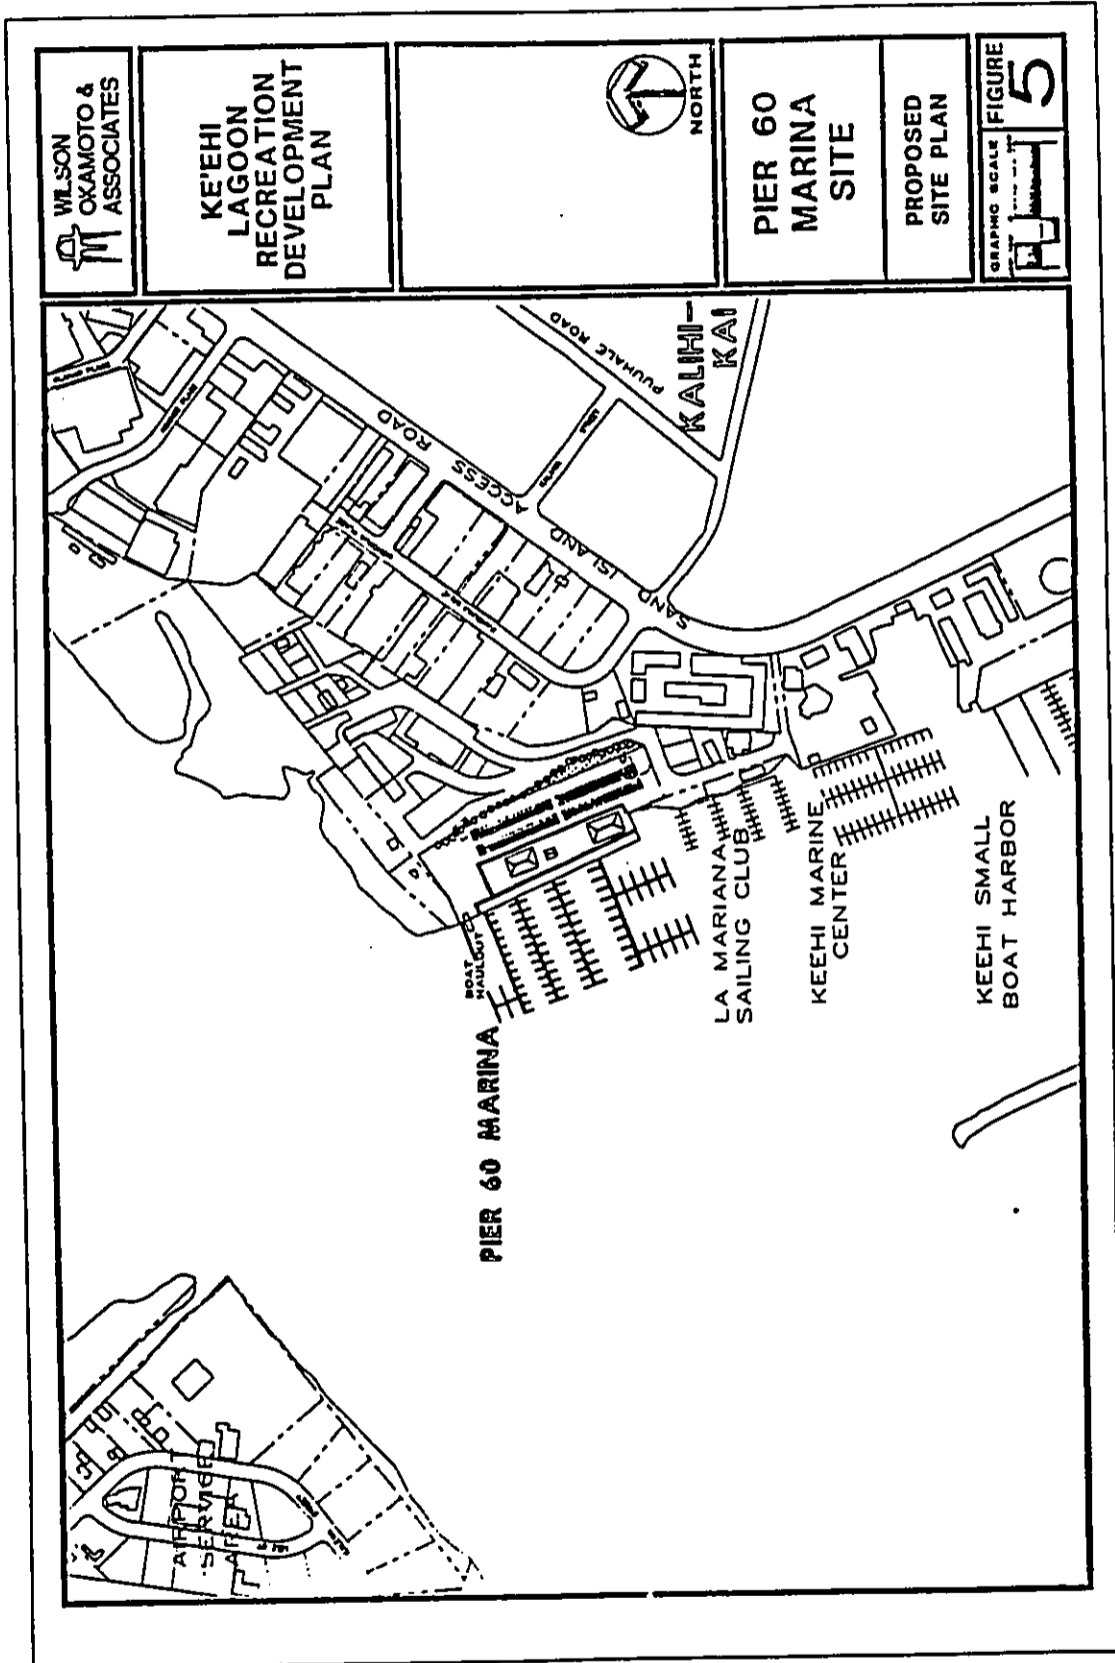 WILSON
OKAMOTO &
ASSOCIATES
KE'EHI
LAGOON
RECREATION
DEVELOPMENT
PLAN
NORTH
PIER 60
MARINA
SITE
PROPOSED
SITE PLAN
GRAPHIC SCALE
FIGURE
5
SAND ISLAND ACCESS ROAD
PUUHALE ROAD
STREET
KALIHI-
KAI
BOAT
HAULOUT
PIER 60 MARINA
LA MARIANA
SAILING CLUB
KEEHI MARINE
CENTER
KEEHI SMALL
BOAT HARBOR
AIRPORT
SERVICE
AREA